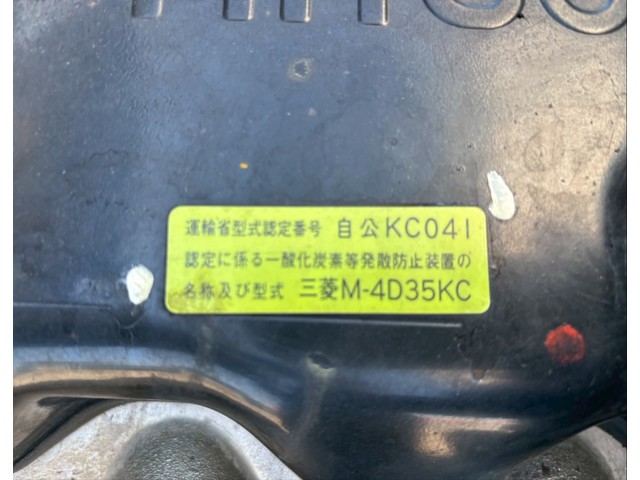 運輸省型式認定番号 自公KC041
認定に係る一酸化炭素等発散防止装置の
名称及び型式 三菱M-4D35KC